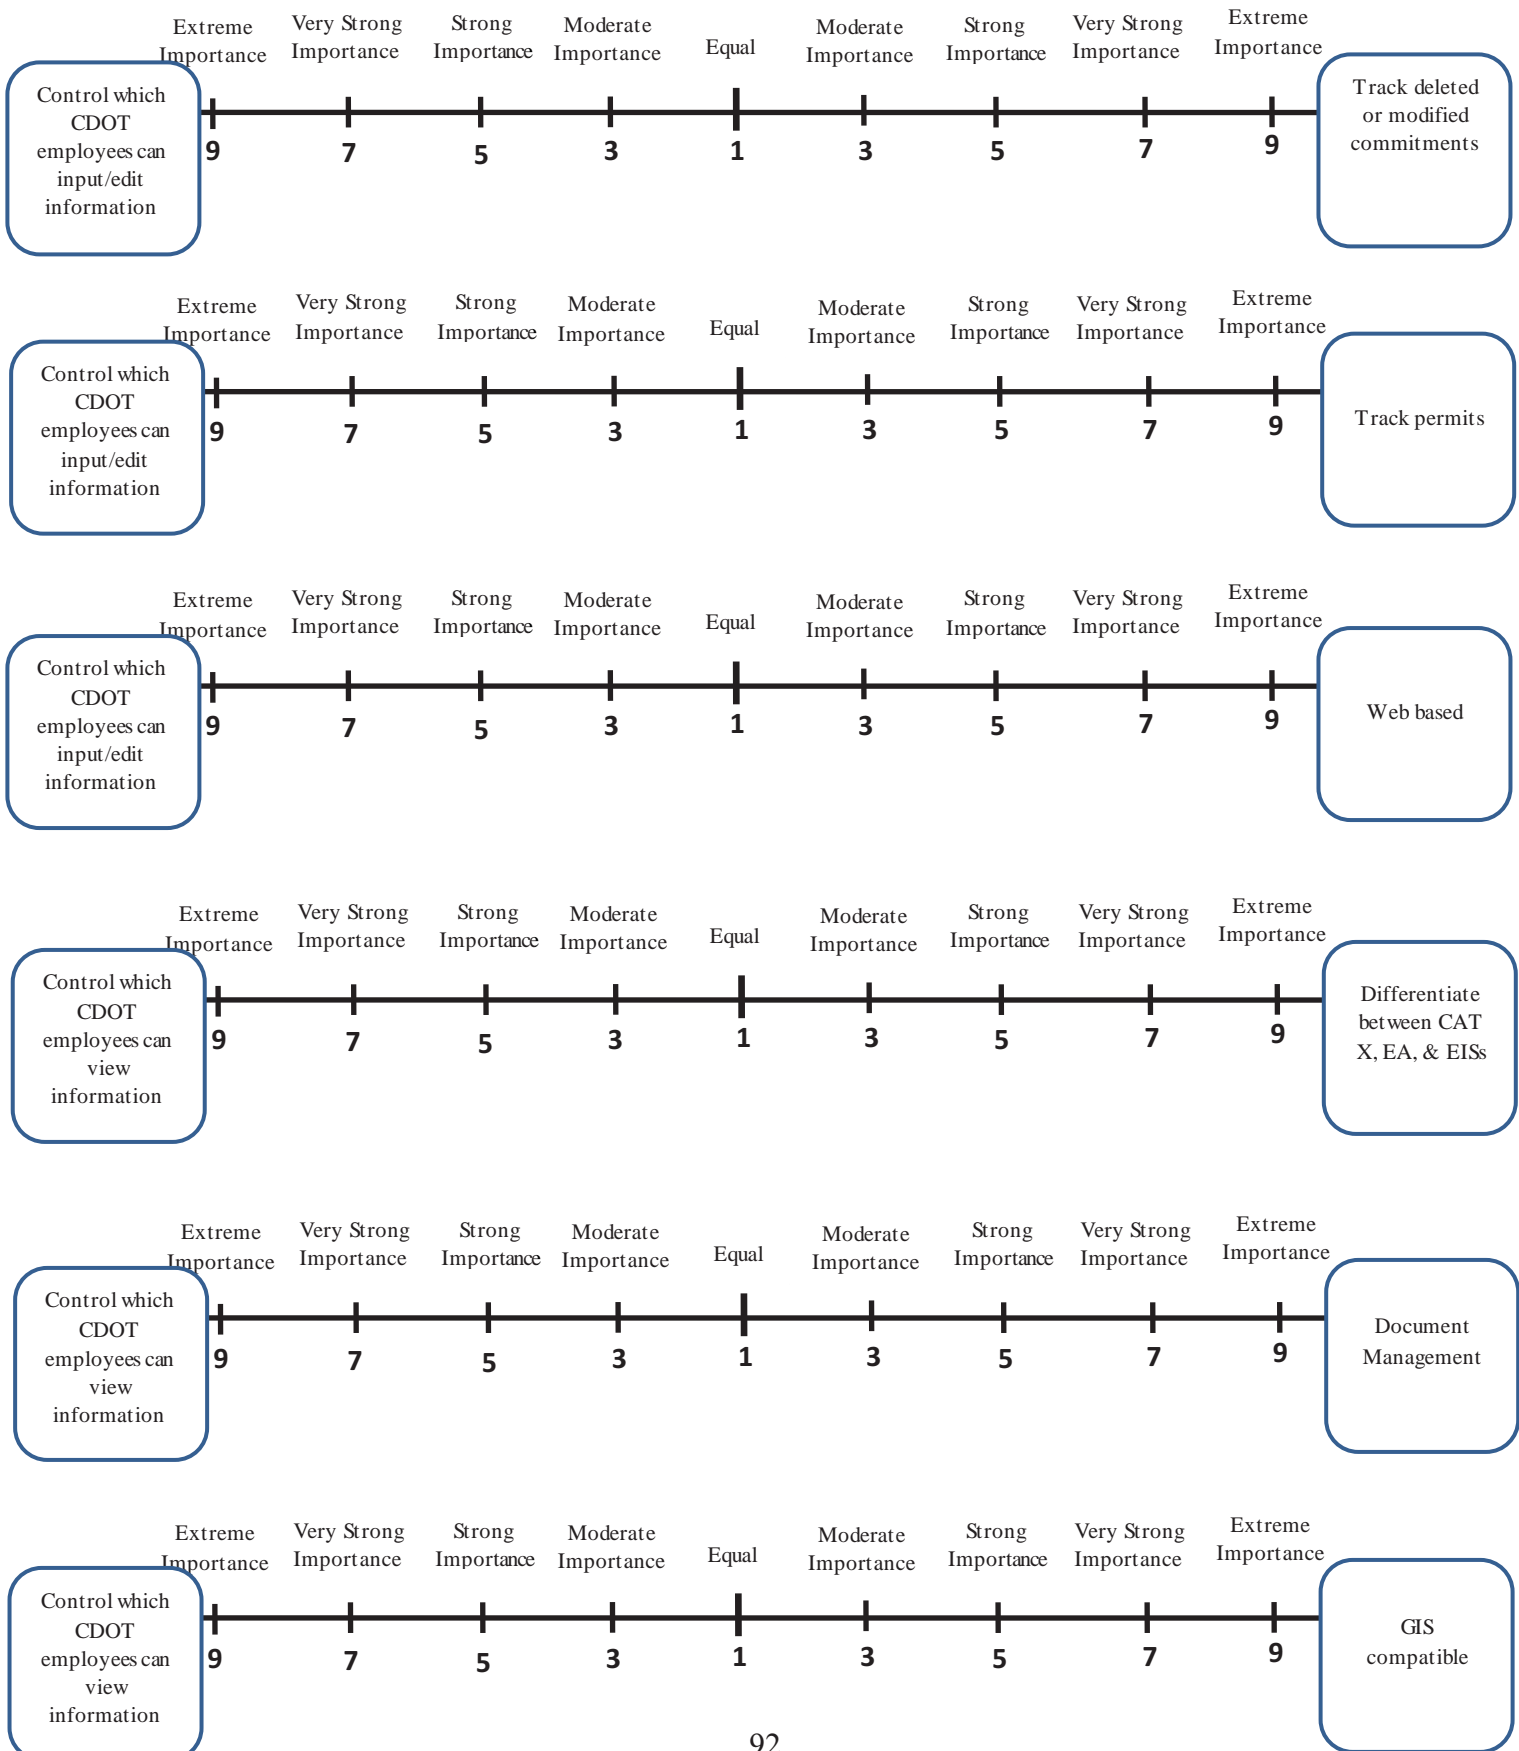 Extreme Importance
Very Strong Importance
Strong Importance
Moderate Importance
Equal
Moderate Importance
Strong Importance
Very Strong Importance
Extreme Importance
Control which
CDOT
employees can
input/edit
information
9 7 5 3 1 3 5 7 9
Track deleted
or modified
commitments
Extreme Importance
Very Strong Importance
Strong Importance
Moderate Importance
Equal
Moderate Importance
Strong Importance
Very Strong Importance
Extreme Importance
Control which
CDOT
employees can
input/edit
information
9 7 5 3 1 3 5 7 9
Track permits
Extreme Importance
Very Strong Importance
Strong Importance
Moderate Importance
Equal
Moderate Importance
Strong Importance
Very Strong Importance
Extreme Importance
Control which
CDOT
employees can
input/edit
information
9 7 5 3 1 3 5 7 9
Web based
Extreme Importance
Very Strong Importance
Strong Importance
Moderate Importance
Equal
Moderate Importance
Strong Importance
Very Strong Importance
Extreme Importance
Control which
CDOT
employees can
view
information
9 7 5 3 1 3 5 7 9
Differentiate
between CAT
X, EA, & EISs
Extreme Importance
Very Strong Importance
Strong Importance
Moderate Importance
Equal
Moderate Importance
Strong Importance
Very Strong Importance
Extreme Importance
Control which
CDOT
employees can
view
information
9 7 5 3 1 3 5 7 9
Document
Management
Extreme Importance
Very Strong Importance
Strong Importance
Moderate Importance
Equal
Moderate Importance
Strong Importance
Very Strong Importance
Extreme Importance
Control which
CDOT
employees can
view
information
9 7 5 3 1 3 5 7 9
GIS
compatible
92